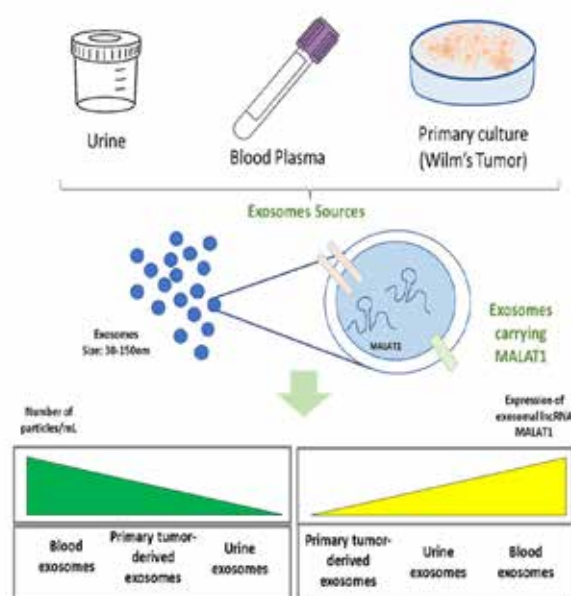 Urine
Blood Plasma
Primary culture
(Wilm's Tumor)
Exosomes Sources
Exosomes
Size: 30-150nm
MALAT1
Exosomes
carrying
MALAT1
Number of
particles/mL
Expression of
exosomal lncRNA
MALAT1
Blood
exosomes
Primary tumor-
derived
exosomes
Urine
exosomes
Primary tumor-
derived
exosomes
Urine
exosomes
Blood
exosomes